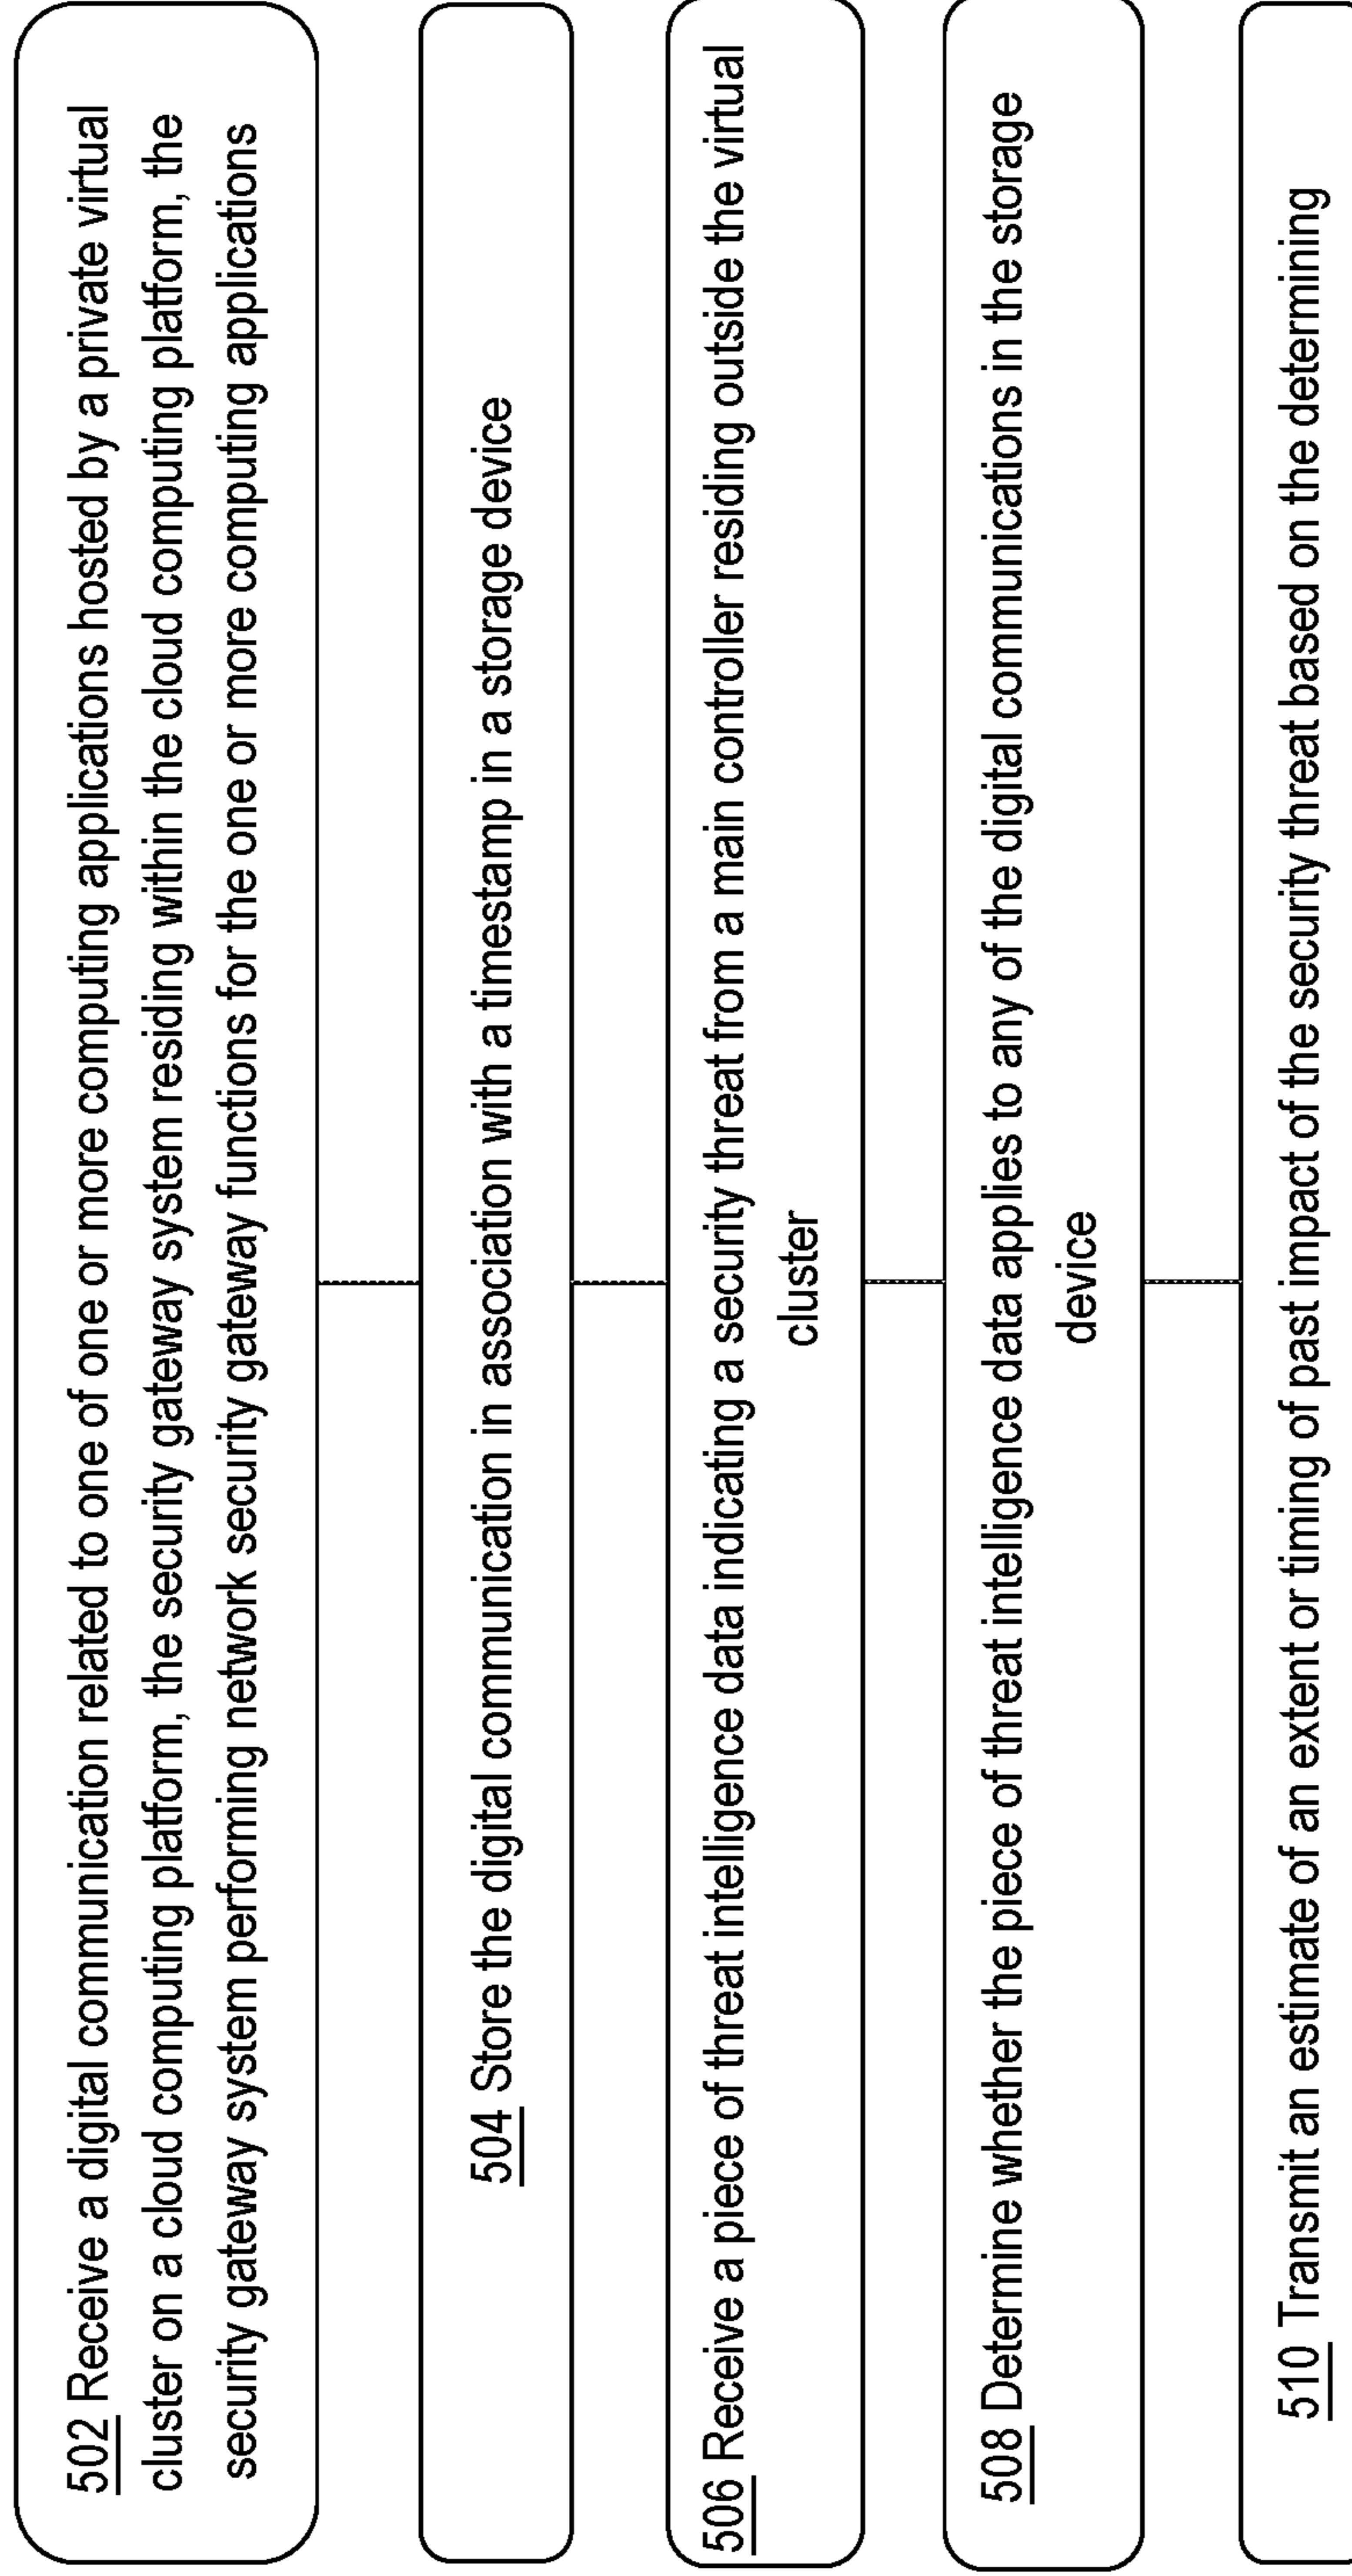 502 Receive a digital communication related to one of one or more computing applications hosted by a private virtual
cluster on a cloud computing platform, the security gateway system residing within the cloud computing platform, the
security gateway system performing network security gateway functions for the one or more computing applications
504 Store the digital communication in association with a timestamp in a storage device
506 Receive a piece of threat intelligence data indicating a security threat from a main controller residing outside the virtual
cluster
508 Determine whether the piece of threat intelligence data applies to any of the digital communications in the storage
device
510 Transmit an estimate of an extent or timing of past impact of the security threat based on the determining